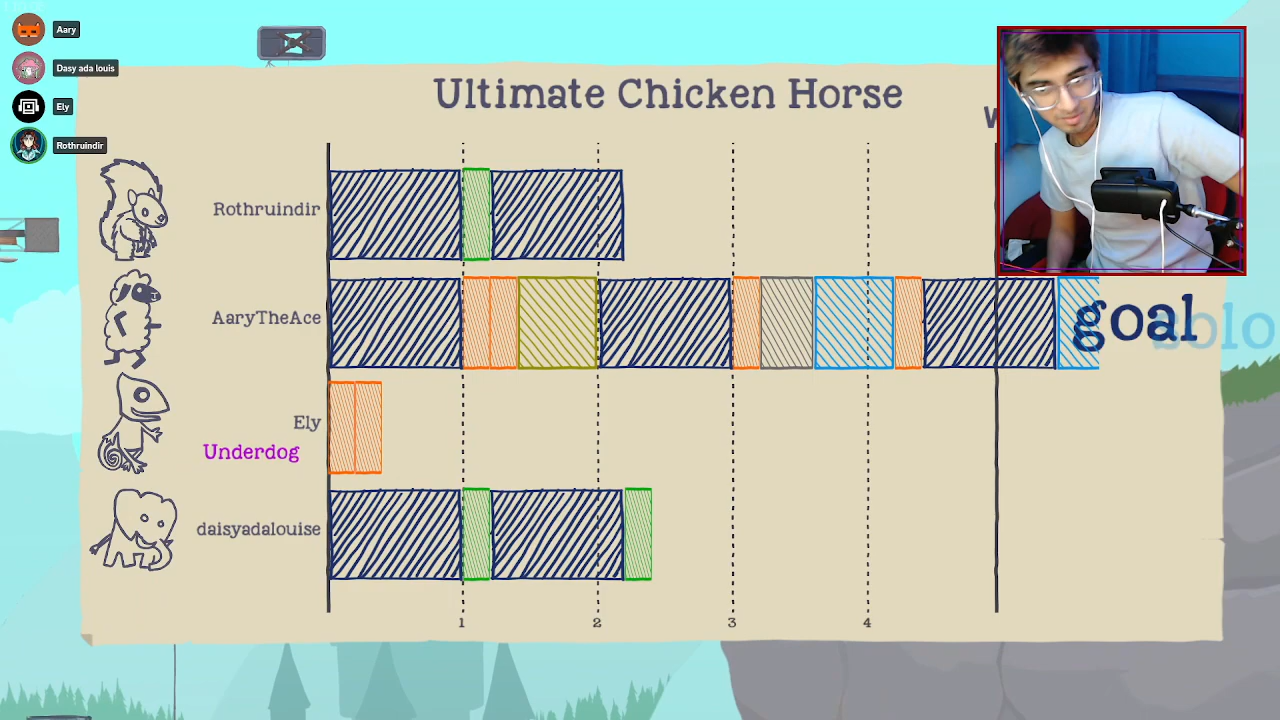 Aary
Dasy ada louis
Ely
Rothruindir
Ultimate Chicken Horse
Rothruindir
AaryTheAce
goal
Ely
Underdog
daisyadalouise
1 2 3 4